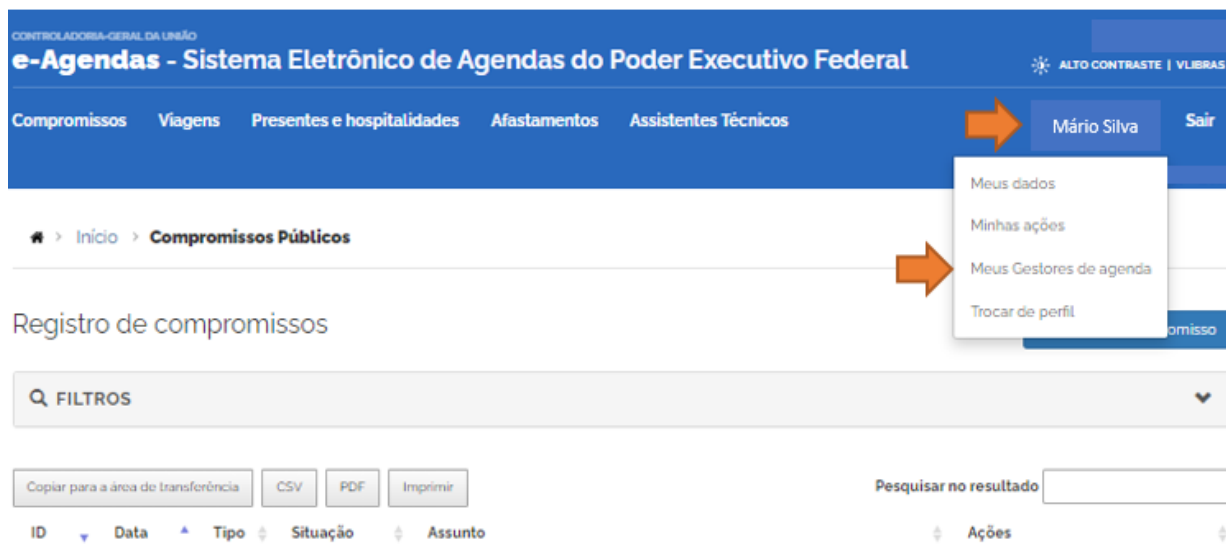 CONTROLADORIA-GERAL DA UNIÃO
e-Agendas - Sistema Eletrônico de Agendas do Poder Executivo Federal
ALTO CONTRASTE | VLIBRAS
Compromissos Viagens Presentes e hospitalidades Afastamentos Assistentes Técnicos Mário Silva Sair
Meus dados
Minhas ações
Meus Gestores de agenda
Trocar de perfil
Início > Compromissos Públicos
Registro de compromissos
omisso
FILTROS
Copiar para a área de transferência CSV PDF Imprimir Pesquisar no resultado
ID Data Tipo Situação Assunto Ações